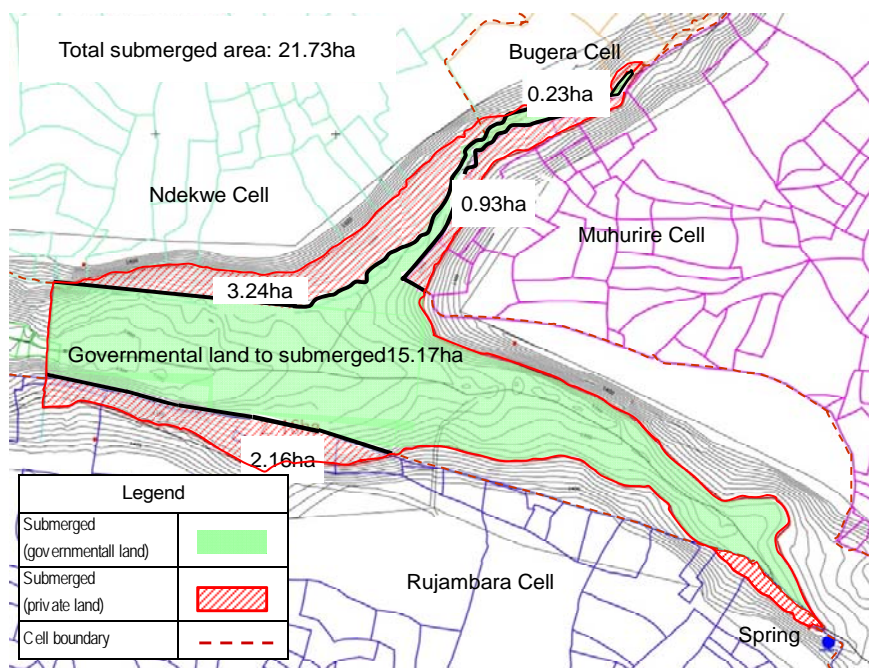 Total submerged area: 21.73ha
Bugera Cell
0.23ha
Ndekwe Cell
0.93ha
Muhurire Cell
3.24ha
Governmental land to submerged15.17ha
2.16ha
Legend
Submerged
(governmentall land)
Submerged
(private land)
Cell boundary
Rujambara Cell
Spring